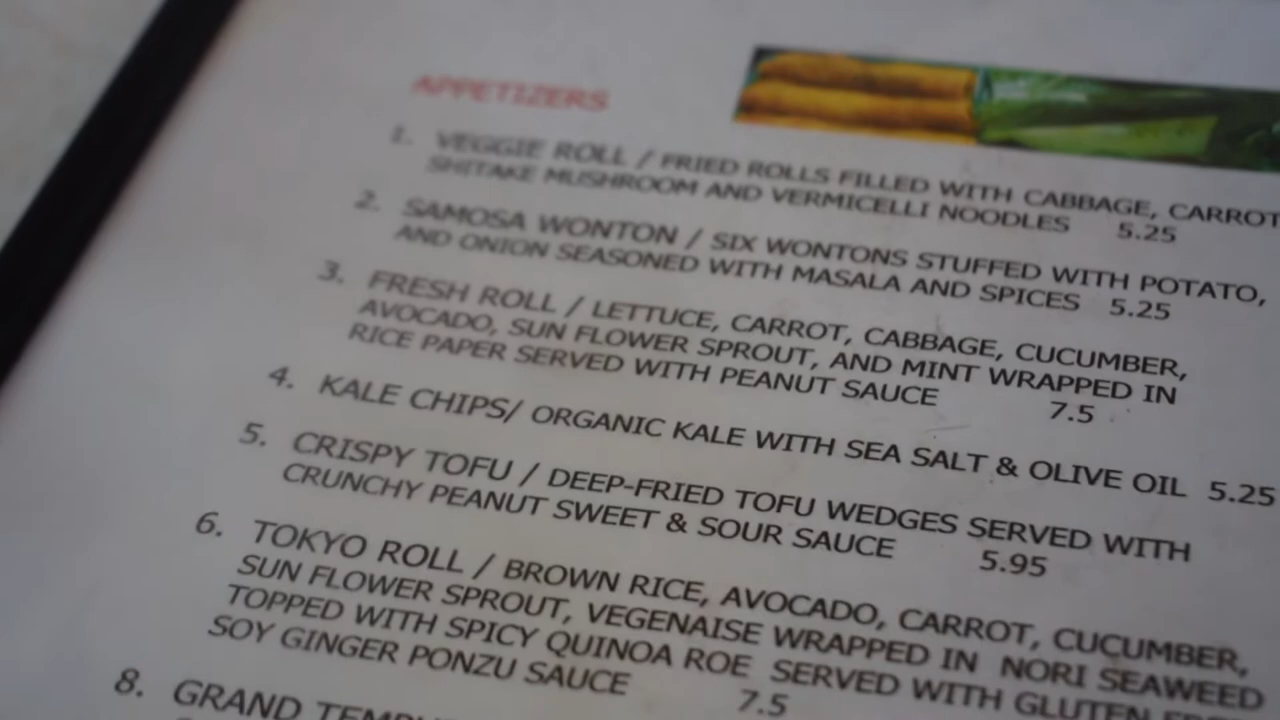 APPETIZERS
1. VEGGIE ROLL / FRIED ROLLS FILLED WITH CABBAGE, CARROT
SHITAKE MUSHROOM AND VERMICELLI NOODLES 5.25
2. SAMOSA WONTON / SIX WONTONS STUFFED WITH POTATO,
AND ONION SEASONED WITH MASALA AND SPICES 5.25
3. FRESH ROLL / LETTUCE, CARROT, CABBAGE, CUCUMBER,
AVOCADO, SUN FLOWER SPROUT, AND MINT WRAPPED IN
RICE PAPER SERVED WITH PEANUT SAUCE 7.5
4. KALE CHIPS/ ORGANIC KALE WITH SEA SALT & OLIVE OIL 5.25
5. CRISPY TOFU / DEEP-FRIED TOFU WEDGES SERVED WITH
CRUNCHY PEANUT SWEET & SOUR SAUCE 5.95
6. TOKYO ROLL / BROWN RICE, AVOCADO, CARROT, CUCUMBER,
SUN FLOWER SPROUT, VEGENAISE WRAPPED IN NORI SEAWEED
TOPPED WITH SPICY QUINOA ROE SERVED WITH GLUTEN
SOY GINGER PONZU SAUCE 7.5
8. GRAND